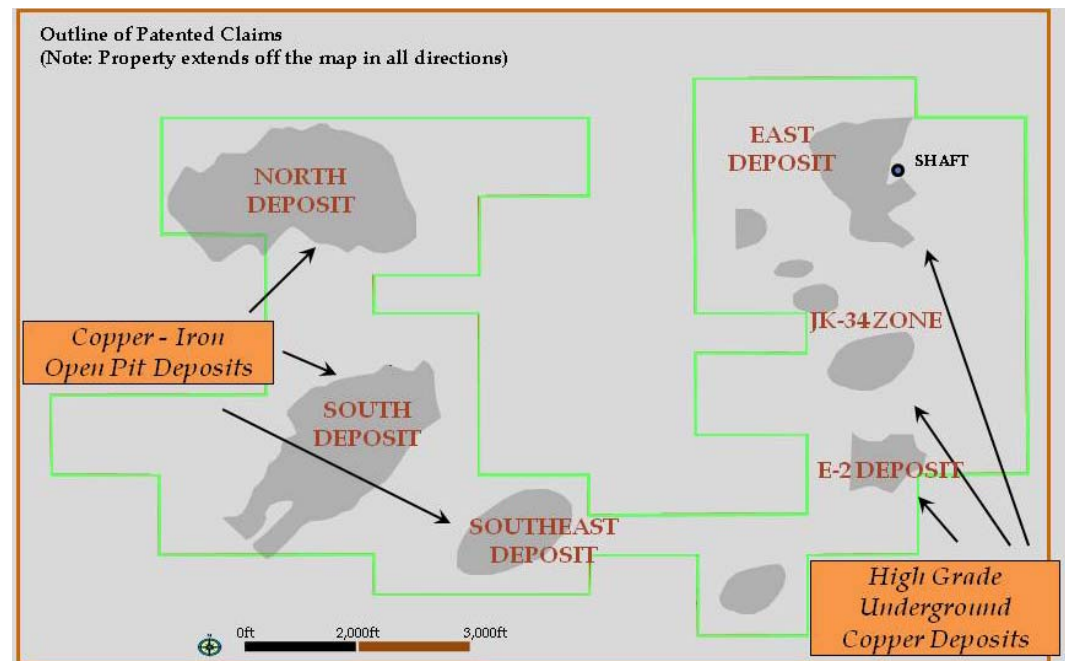 Outline of Patented Claims
(Note: Property extends off the map in all directions)
EAST
DEPOSIT
SHAFT
NORTH
DEPOSIT
JK-34 ZONE
Copper - Iron
Open Pit Deposits
SOUTH
DEPOSIT
E-2 DEPOSIT
SOUTHEAST
DEPOSIT
High Grade
Underground
Copper Deposits
0ft 2,000ft 3,000ft